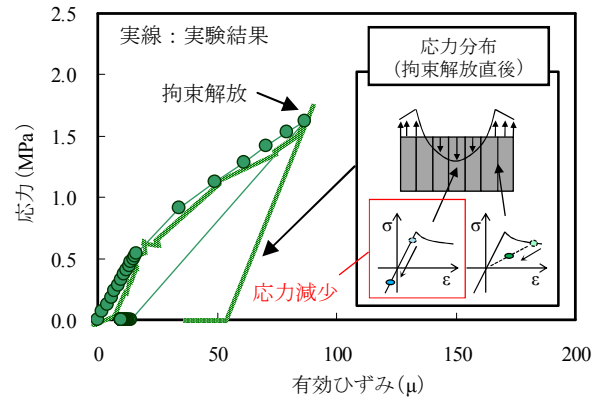 2.5
2.0
1.5
1.0
0.5
0.0
応力(MPa)
0
50
100
150
200
有効ひずみ(μ)
実線：実験結果
拘束解放
応力分布
(拘束解放直後)
σ
ε
σ
ε
応力減少